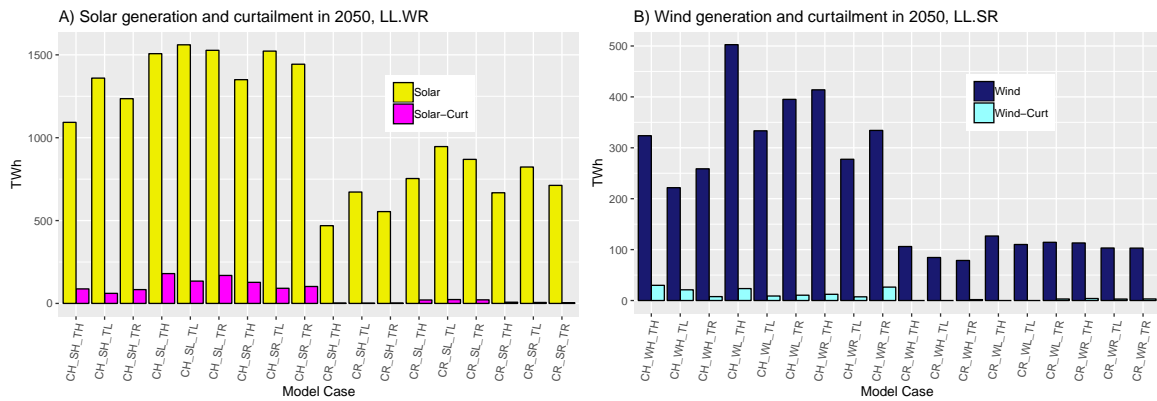 A) Solar generation and curtailment in 2050, LL.WR
TWh
1500
1000
500
0
Solar
Solar−Curt
CH_SH_TH
CH_SH_TL
CH_SH_TR
CH_SL_TH
CH_SL_TL
CH_SL_TR
CH_SR_TH
CH_SR_TL
CH_SR_TR
CR_SH_TH
CR_SH_TL
CR_SH_TR
CR_SL_TH
CR_SL_TL
CR_SL_TR
CR_SR_TH
CR_SR_TL
CR_SR_TR
Model Case
B) Wind generation and curtailment in 2050, LL.SR
TWh
500
400
300
200
100
0
Wind
Wind−Curt
CH_WH_TH
CH_WH_TL
CH_WH_TR
CH_WL_TH
CH_WL_TL
CH_WL_TR
CH_WR_TH
CH_WR_TL
CH_WR_TR
CR_WH_TH
CR_WH_TL
CR_WH_TR
CR_WL_TH
CR_WL_TL
CR_WL_TR
CR_WR_TH
CR_WR_TL
CR_WR_TR
Model Case